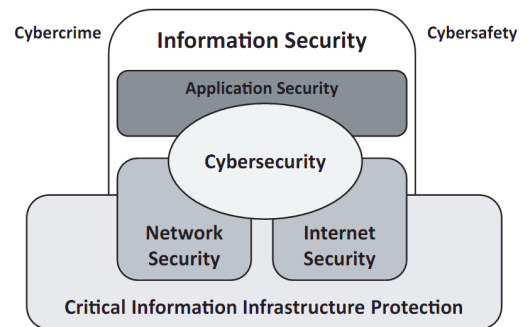 Cybercrime
Information Security
Cybersafety
Application Security
Cybersecurity
Network
Security
Internet
Security
Critical Information Infrastructure Protection